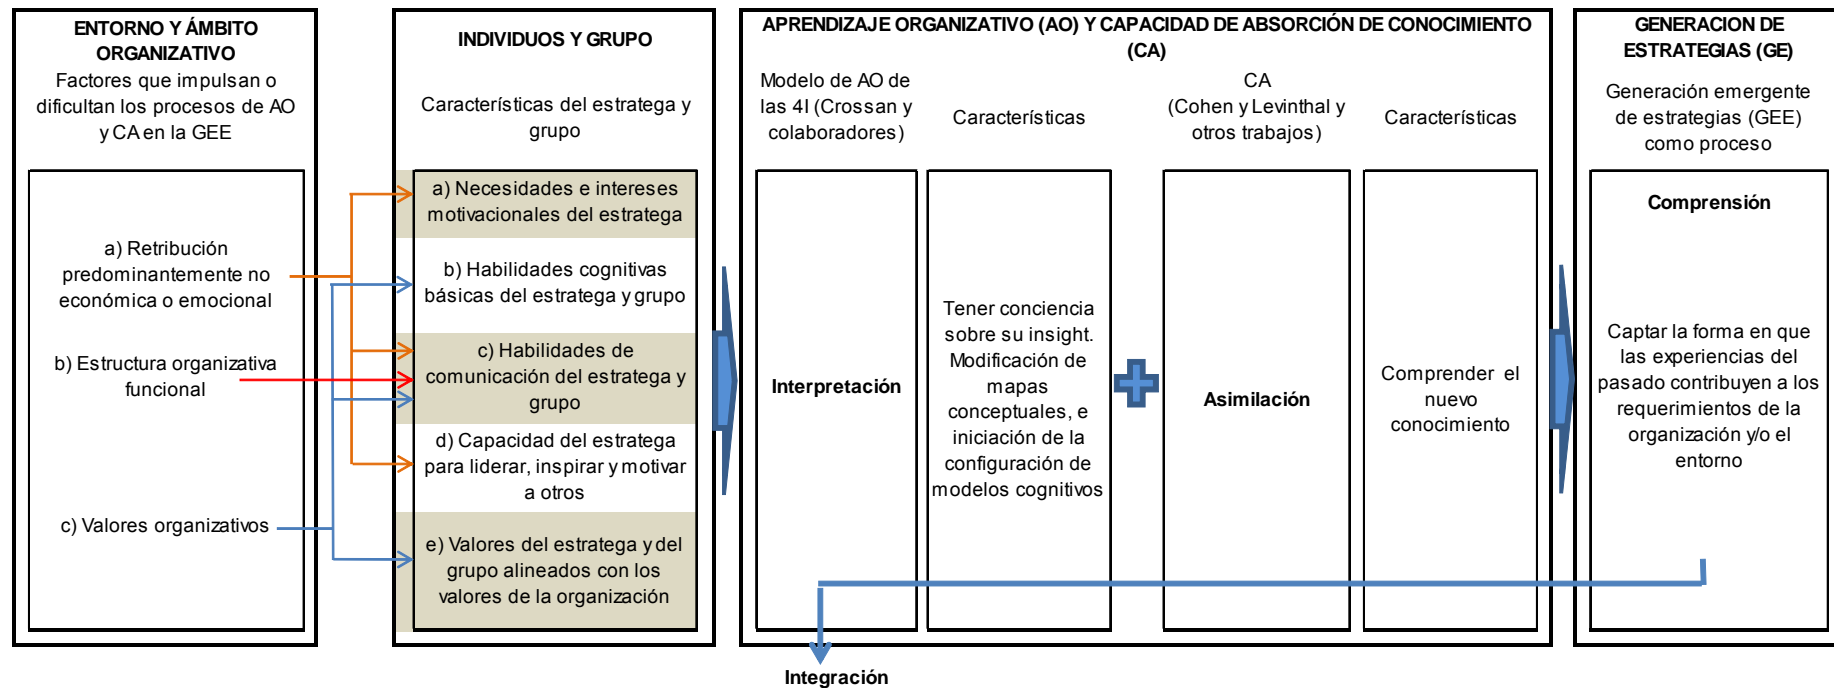 ENTORNO Y ÁMBITO
ORGANIZATIVO
Factores que impulsan o
dificultan los procesos de AO
y CA en la GEE
a) Retribución
predominantemente no
económica o emocional
b) Estructura organizativa
funcional
c) Valores organizativos
INDIVIDUOS Y GRUPO
Características del estratega y
grupo
a) Necesidades e intereses
motivacionales del estratega
b) Habilidades cognitivas
básicas del estratega y grupo
c) Habilidades de
comunicación del estratega y
grupo
d) Capacidad del estratega
para liderar, inspirar y motivar
a otros
e) Valores del estratega y del
grupo alineados con los
valores de la organización
APRENDIZAJE ORGANIZATIVO (AO) Y CAPACIDAD DE ABSORCIÓN DE CONOCIMIENTO
(CA)
Modelo de AO de
las 4I (Crossan y
colaboradores)
Interpretación
Características
Tener conciencia
sobre su insight.
Modificación de
mapas
conceptuales, e
iniciación de la
configuración de
modelos cognitivos
CA
(Cohen y Levinthal y
otros trabajos)
Asimilación
Características
Comprender el
nuevo
conocimiento
GENERACION DE
ESTRATEGIAS (GE)
Generación emergente
de estrategias (GEE)
como proceso
Comprensión
Captar la forma en que
las experiencias del
pasado contribuyen a los
requerimientos de la
organización y/o el
entorno
Integración